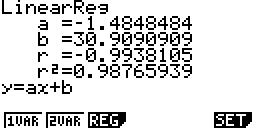 LinearReg
a =-1.4848484
b =30.9090909
r =-0.9938105
r²=0.98765939
y=ax+b
1VAR 2VAR REG SET